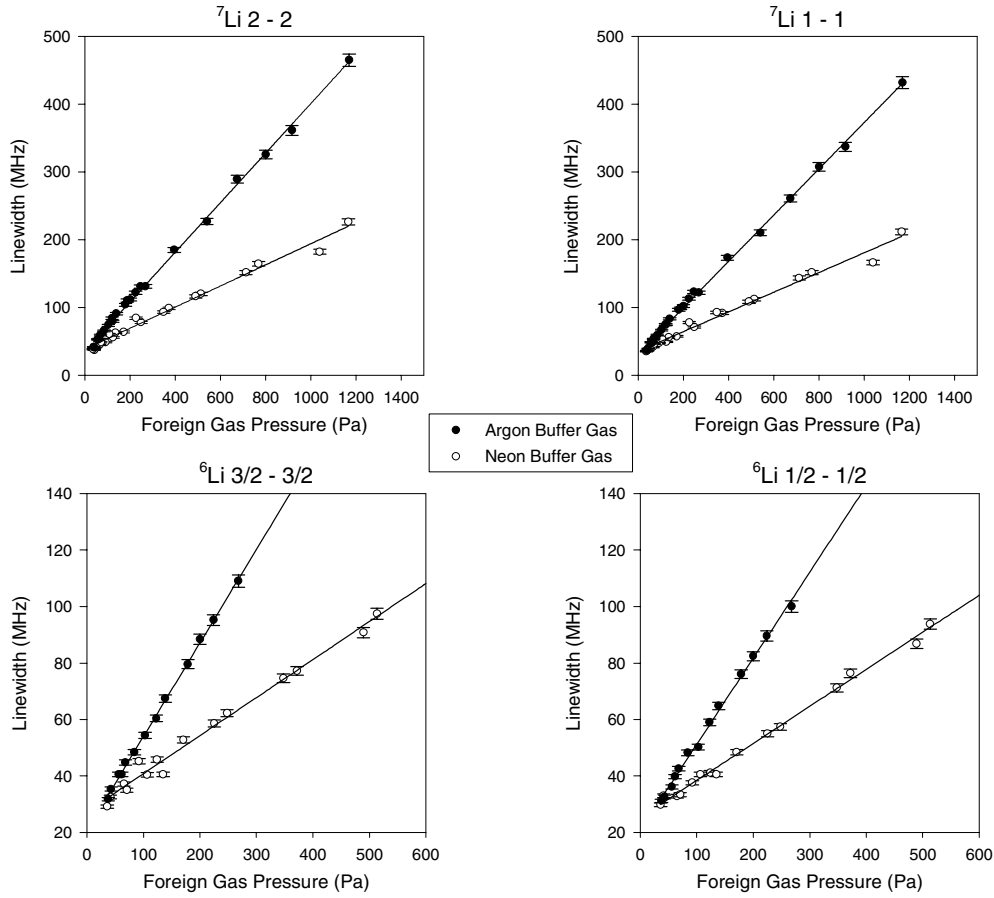 ⁷Li 2 - 2
500
400
300
200
100
0
Linewidth (MHz)
0 200 400 600 800 1000 1200 1400
Foreign Gas Pressure (Pa)
⁷Li 1 - 1
500
400
300
200
100
0
Linewidth (MHz)
0 200 400 600 800 1000 1200 1400
Foreign Gas Pressure (Pa)
Argon Buffer Gas
Neon Buffer Gas
⁶Li 3/2 - 3/2
140
120
100
80
60
40
20
Linewidth (MHz)
0 100 200 300 400 500 600
Foreign Gas Pressure (Pa)
⁶Li 1/2 - 1/2
140
120
100
80
60
40
20
Linewidth (MHz)
0 100 200 300 400 500 600
Foreign Gas Pressure (Pa)